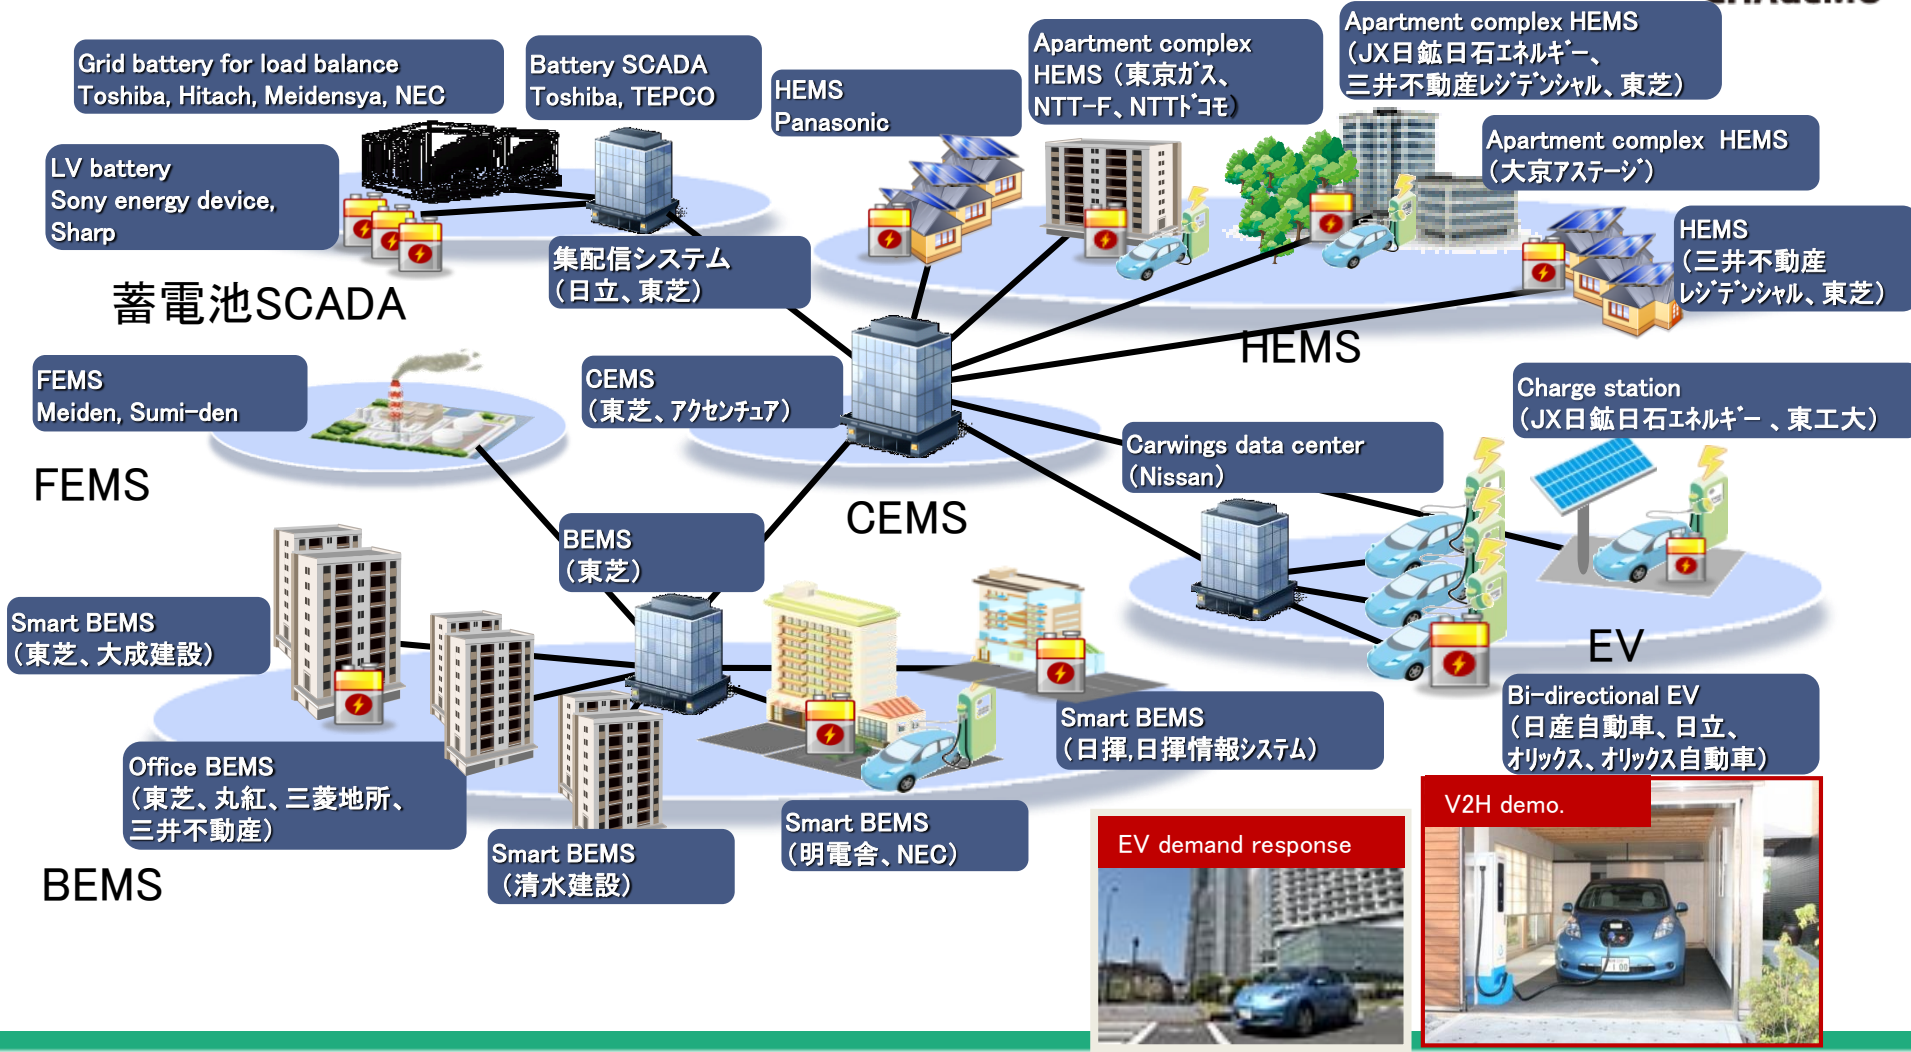 CHAdeMO
Grid battery for load balance
Toshiba, Hitach, Meidensya, NEC
Battery SCADA
Toshiba, TEPCO
HEMS
Panasonic
Apartment complex
HEMS（東京ガス、
NTT-F、NTTドコモ）
Apartment complex HEMS
（JX日鉱日石エネルギー、
三井不動産レジデンシャル、東芝）
Apartment complex HEMS
（大京アステージ）
LV battery
Sony energy device,
Sharp
集配信システム
（日立、東芝）
HEMS
（三井不動産
レジデンシャル、東芝）
蓄電池SCADA
HEMS
FEMS
Meiden, Sumi-den
CEMS
（東芝、アクセンチュア）
Charge station
（JX日鉱日石エネルギー 、東工大）
Carwings data center
（Nissan）
FEMS
CEMS
BEMS
（東芝）
Smart BEMS
（東芝、大成建設）
EV
Smart BEMS
（日揮,日揮情報システム）
Bi-directional EV
（日産自動車、日立、
オリックス、オリックス自動車）
Office BEMS
（東芝、丸紅、三菱地所、
三井不動産）
Smart BEMS
（清水建設）
Smart BEMS
（明電舎、NEC）
BEMS
EV demand response
V2H demo.